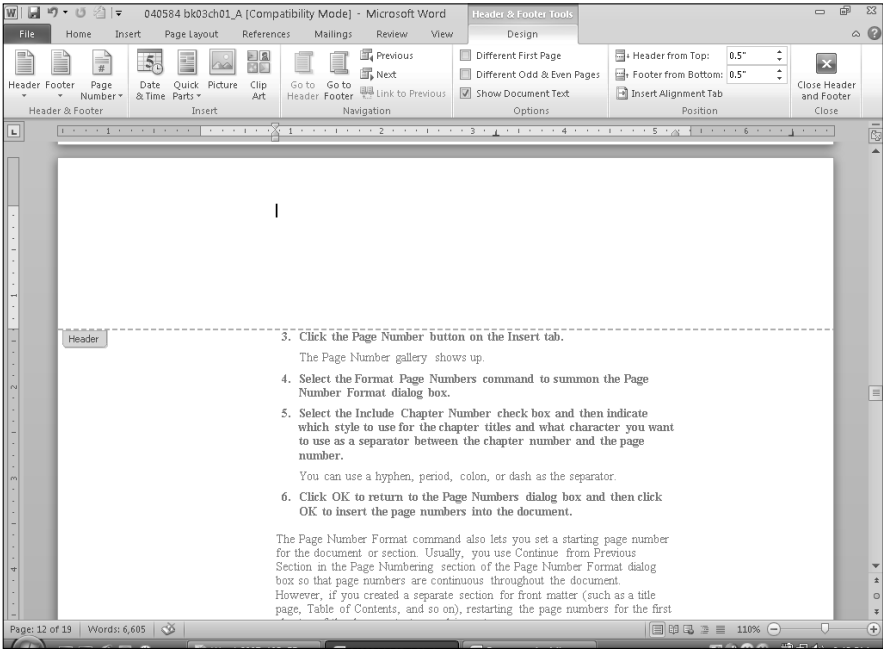 040584 bk03ch01_A [Compatibility Mode] - Microsoft Word
Header & Footer Tools
File Home Insert Page Layout References Mailings Review View Design
Previous Different First Page Header from Top: 0.5"
Next Different Odd & Even Pages Footer from Bottom: 0.5"
Link to Previous Show Document Text Insert Alignment Tab
Header Footer Page Number Date & Time Quick Parts Picture Clip Art Go to Header Go to Footer Close Header and Footer
Header & Footer Insert Navigation Options Position Close
Header
3. Click the Page Number button on the Insert tab.
The Page Number gallery shows up.
4. Select the Format Page Numbers command to summon the Page
Number Format dialog box.
5. Select the Include Chapter Number check box and then indicate
which style to use for the chapter titles and what character you want
to use as a separator between the chapter number and the page
number.
You can use a hyphen, period, colon, or dash as the separator.
6. Click OK to return to the Page Numbers dialog box and then click
OK to insert the page numbers into the document.
The Page Number Format command also lets you set a starting page number
for the document or section. Usually, you use Continue from Previous
Section in the Page Numbering section of the Page Number Format dialog
box so that page numbers are continuous throughout the document.
However, if you created a separate section for front matter (such as a title
page, Table of Contents, and so on), restarting the page numbers for the first
Page: 12 of 19 Words: 6,605 110%